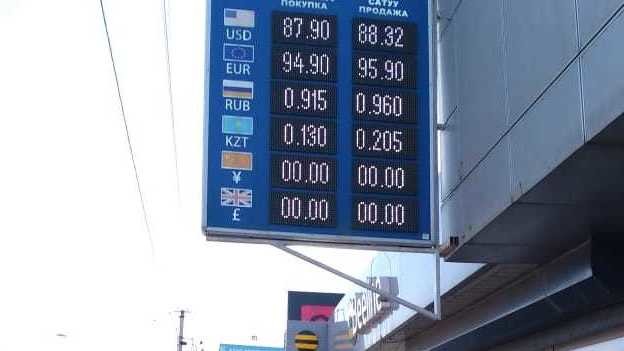 ПОКУПКА САТУУ
ПРОДАЖА
USD 87.90 88.32
EUR 94.90 95.90
RUB 0.915 0.960
KZT 0.130 0.205
¥ 00.00 00.00
£ 00.00 00.00
Beeline